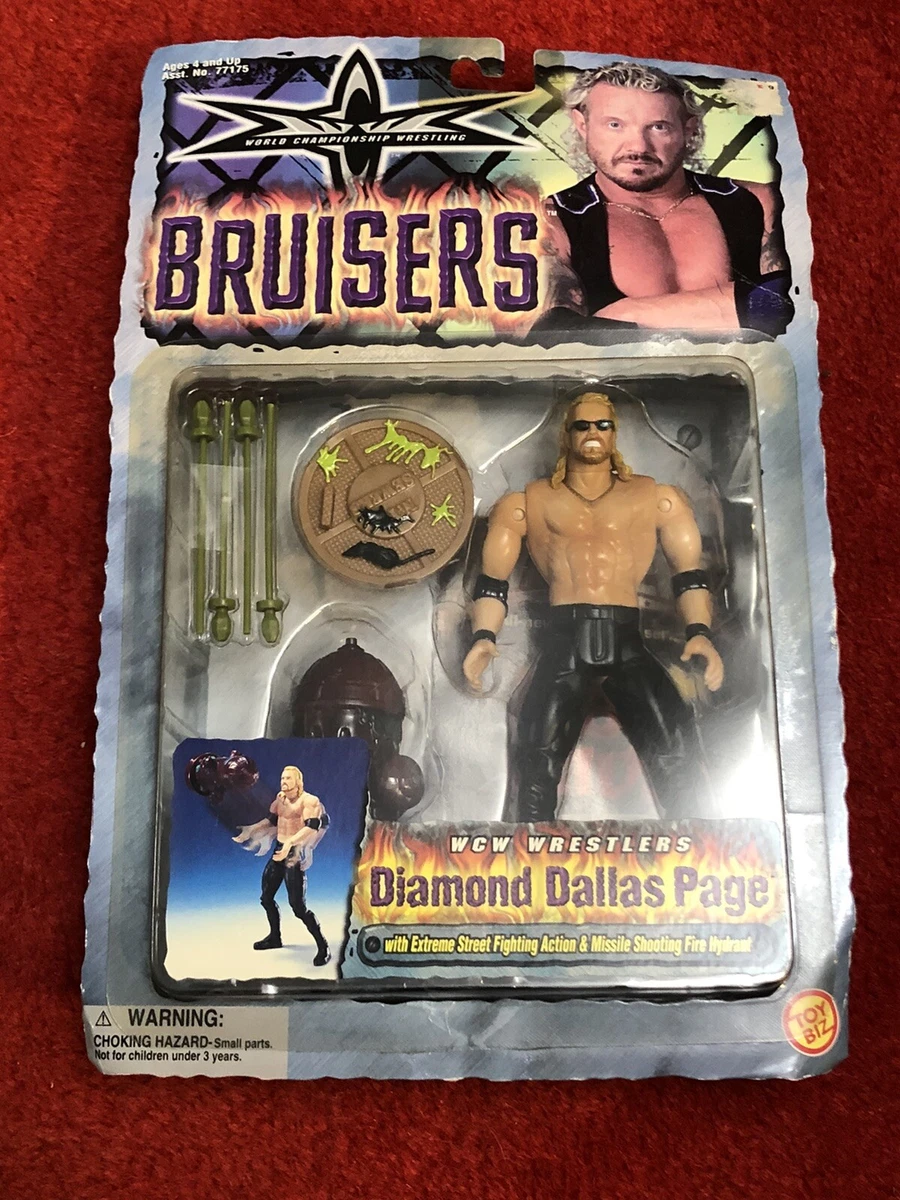 Ages 4 and Up
Asst. No. 77175
WORLD CHAMPIONSHIP WRESTLING
BRUISERS™
WCW WRESTLERS
Diamond Dallas Page
with Extreme Street Fighting Action & Missile Shooting Fire Hydrant
⚠ WARNING:
CHOKING HAZARD-Small parts.
Not for children under 3 years.
TOY
BIZ